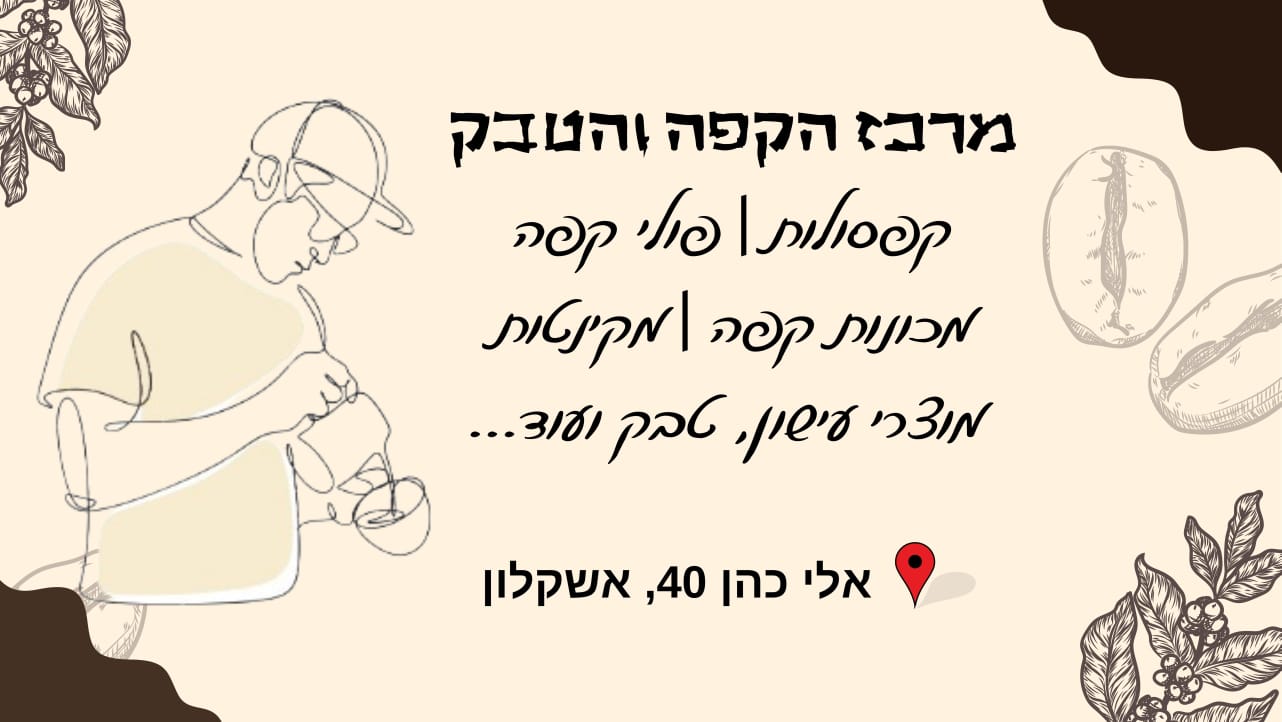 מרכז הקפה והטבק
קפסולות | פולי קפה
מכונות קפה | מקינטות
מוצרי עישון, טבק ועוד...
אלי כהן 40, אשקלון